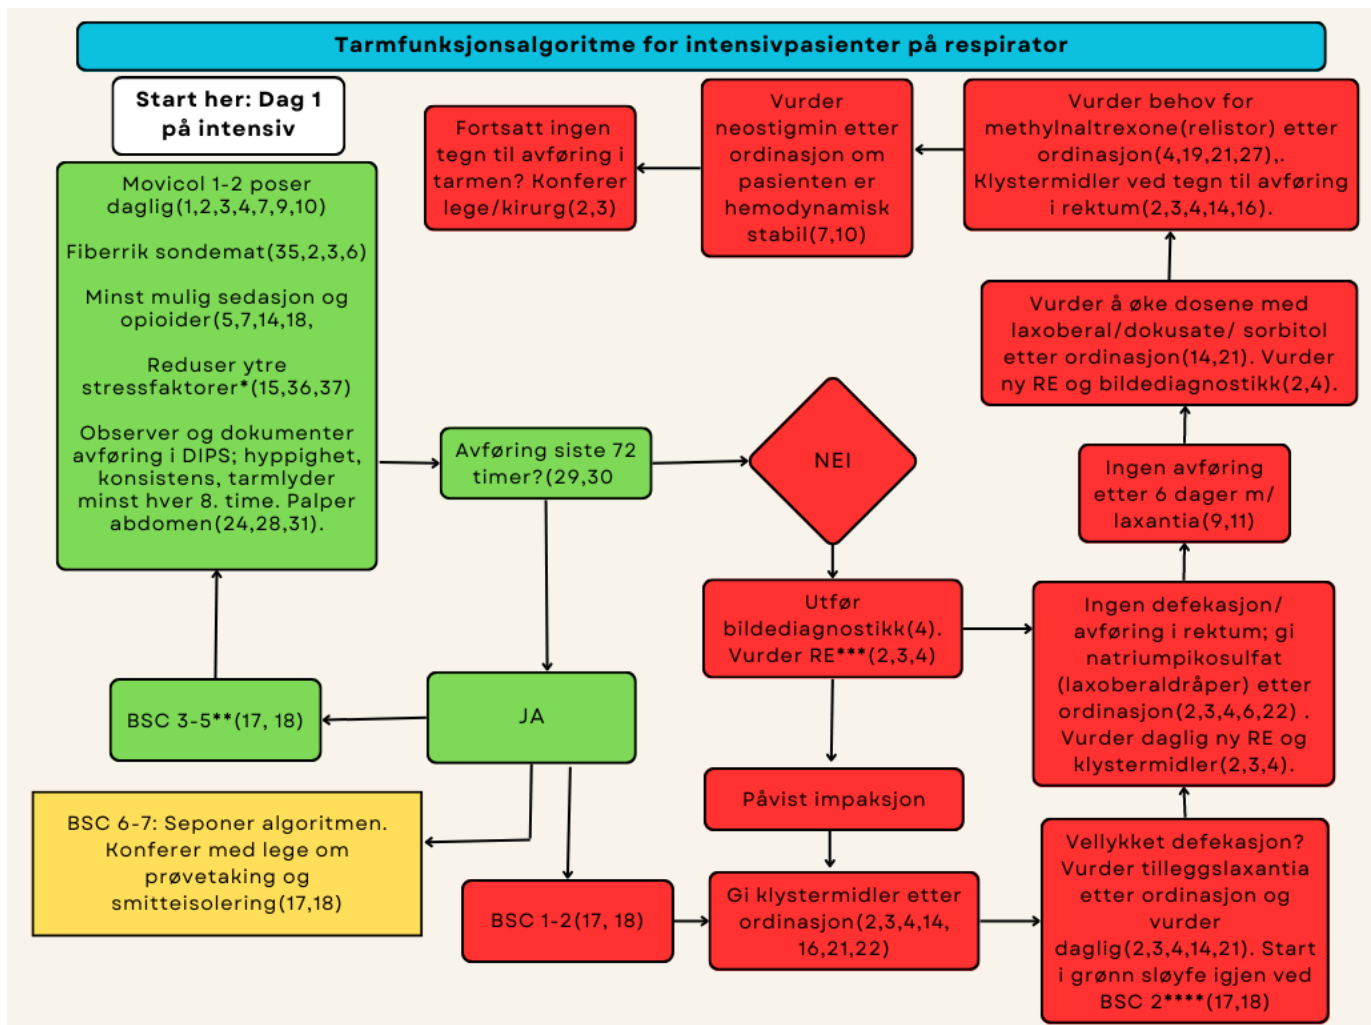 Tarmfunksjonsalgoritme for intensivpasienter på respirator
Start her: Dag 1
på intensiv
Movicol 1-2 poser
daglig(1,2,3,4,7,9,10)
Fiberrik sondemat(35,2,3,6)
Minst mulig sedasjon og
opioider(5,7,14,18,
Reduser ytre
stressfaktorer*(15,36,37)
Observer og dokumenter
avføring i DIPS; hyppighet,
konsistens, tarmlyder
minst hver 8. time. Palper
abdomen(24,28,31).
Avføring siste 72
timer?(29,30
NEI
JA
BSC 3-5**(17, 18)
BSC 6-7: Seponer algoritmen.
Konferer med lege om
prøvetaking og
smitteisolering(17,18)
BSC 1-2(17, 18)
Utfør
bildediagnostikk(4).
Vurder RE***(2,3,4)
Påvist impaksjon
Gi klystermidler etter
ordinasjon(2,3,4,14,
16,21,22)
Vellykket defekasjon?
Vurder tilleggslaxantia
etter ordinasjon og
vurder
daglig(2,3,4,14,21). Start
i grønn sløyfe igjen ved
BSC 2****(17,18)
Ingen defekasjon/
avføring i rektum; gi
natriumpikosulfat
(laxoberaldråper) etter
ordinasjon(2,3,4,6,22) .
Vurder daglig ny RE og
klystermidler(2,3,4).
Ingen avføring
etter 6 dager m/
laxantia(9,11)
Vurder å øke dosene med
laxoberal/dokusate/ sorbitol
etter ordinasjon(14,21). Vurder
ny RE og bildediagnostikk(2,4).
Vurder behov for
methylnaltrexone(relistor) etter
ordinasjon(4,19,21,27),.
Klystermidler ved tegn til avføring
i rektum(2,3,4,14,16).
Vurder
neostigmin etter
ordinasjon om
pasienten er
hemodynamisk
stabil(7,10)
Fortsatt ingen
tegn til avføring i
tarmen? Konferer
lege/kirurg(2,3)